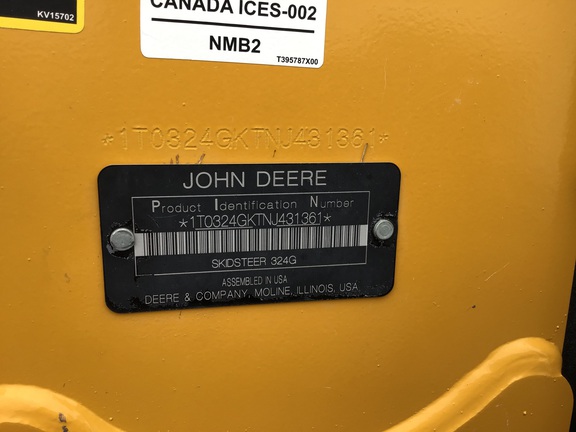 KV15702
CANADA ICES-002
NMB2
T395787X00
*1T0324GKTNJ431361*
JOHN DEERE
Product Identification Number
*1T0324GKTNJ431361*
SKIDSTEER 324G
ASSEMBLED IN USA
DEERE & COMPANY, MOLINE, ILLINOIS, USA